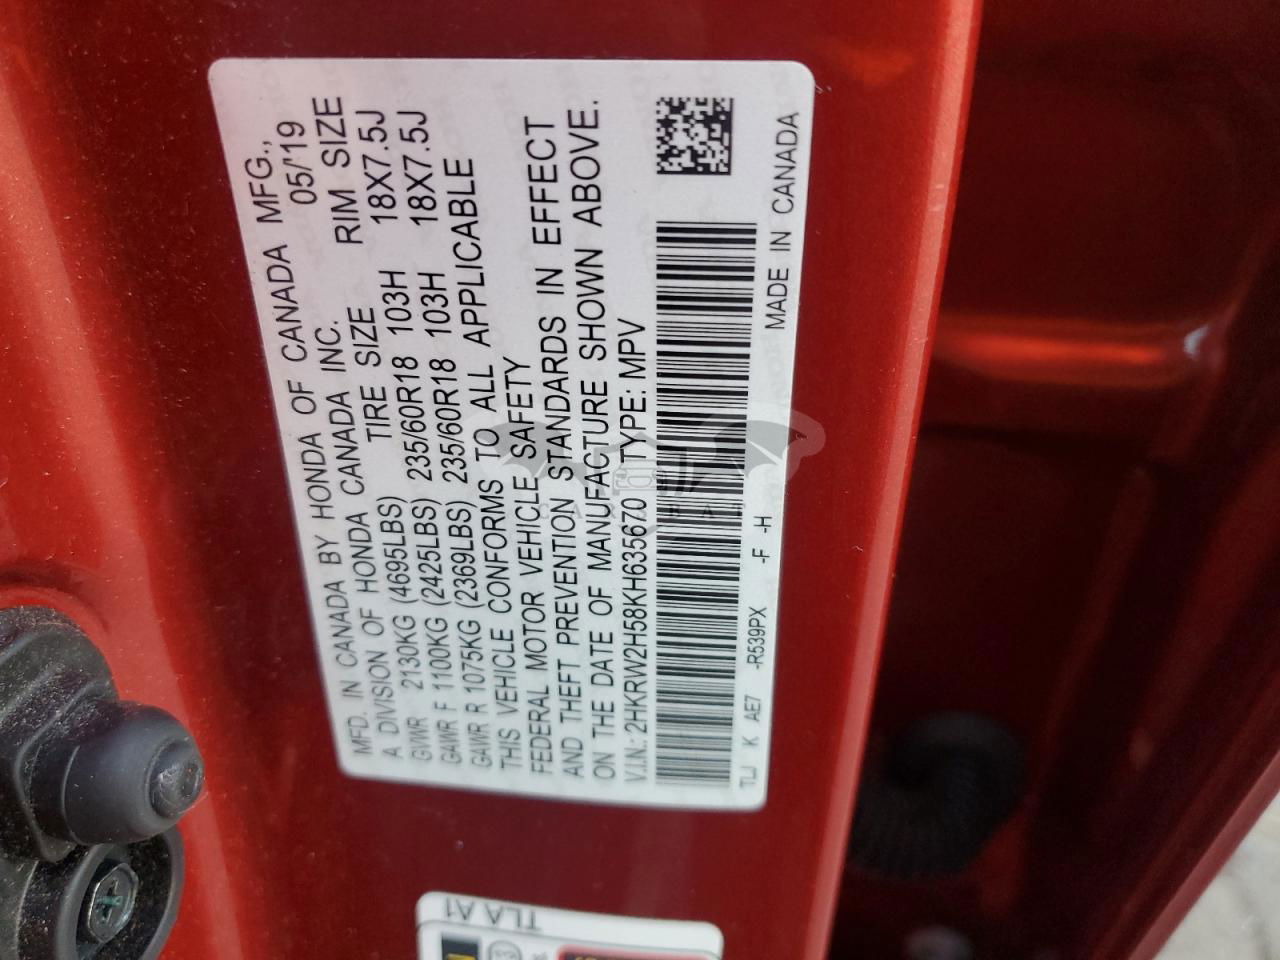 MFD. IN CANADA BY HONDA OF CANADA MFG.,
A DIVISION OF HONDA CANADA INC. 05/'19
TIRE SIZE RIM SIZE
GVWR 2130KG (4695LBS)
GAWR F 1100KG (2425LBS) 235/60R18 103H 18X7.5J
GAWR R 1075KG (2369LBS) 235/60R18 103H 18X7.5J
THIS VEHICLE CONFORMS TO ALL APPLICABLE
FEDERAL MOTOR VEHICLE SAFETY
AND THEFT PREVENTION STANDARDS IN EFFECT
ON THE DATE OF MANUFACTURE SHOWN ABOVE.
V.I.N.: 2HKRW2H58KH635670 TYPE: MPV
TLJ K AE7 -R539PX -F -H MADE IN CANADA
TLA A1